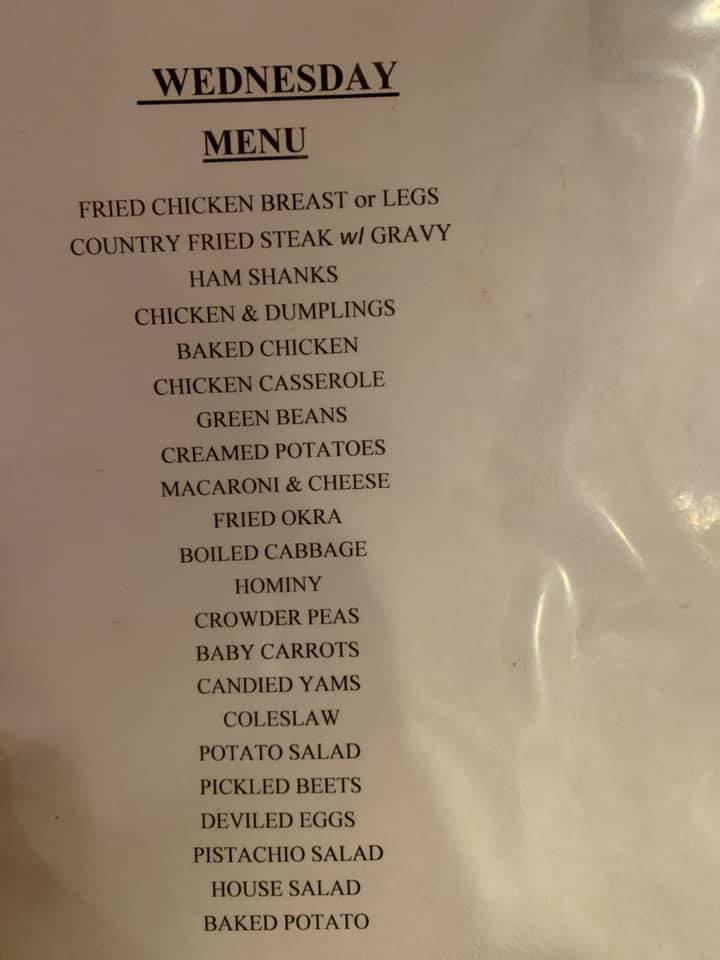 WEDNESDAY
MENU
FRIED CHICKEN BREAST or LEGS
COUNTRY FRIED STEAK w/ GRAVY
HAM SHANKS
CHICKEN & DUMPLINGS
BAKED CHICKEN
CHICKEN CASSEROLE
GREEN BEANS
CREAMED POTATOES
MACARONI & CHEESE
FRIED OKRA
BOILED CABBAGE
HOMINY
CROWDER PEAS
BABY CARROTS
CANDIED YAMS
COLESLAW
POTATO SALAD
PICKLED BEETS
DEVILED EGGS
PISTACHIO SALAD
HOUSE SALAD
BAKED POTATO